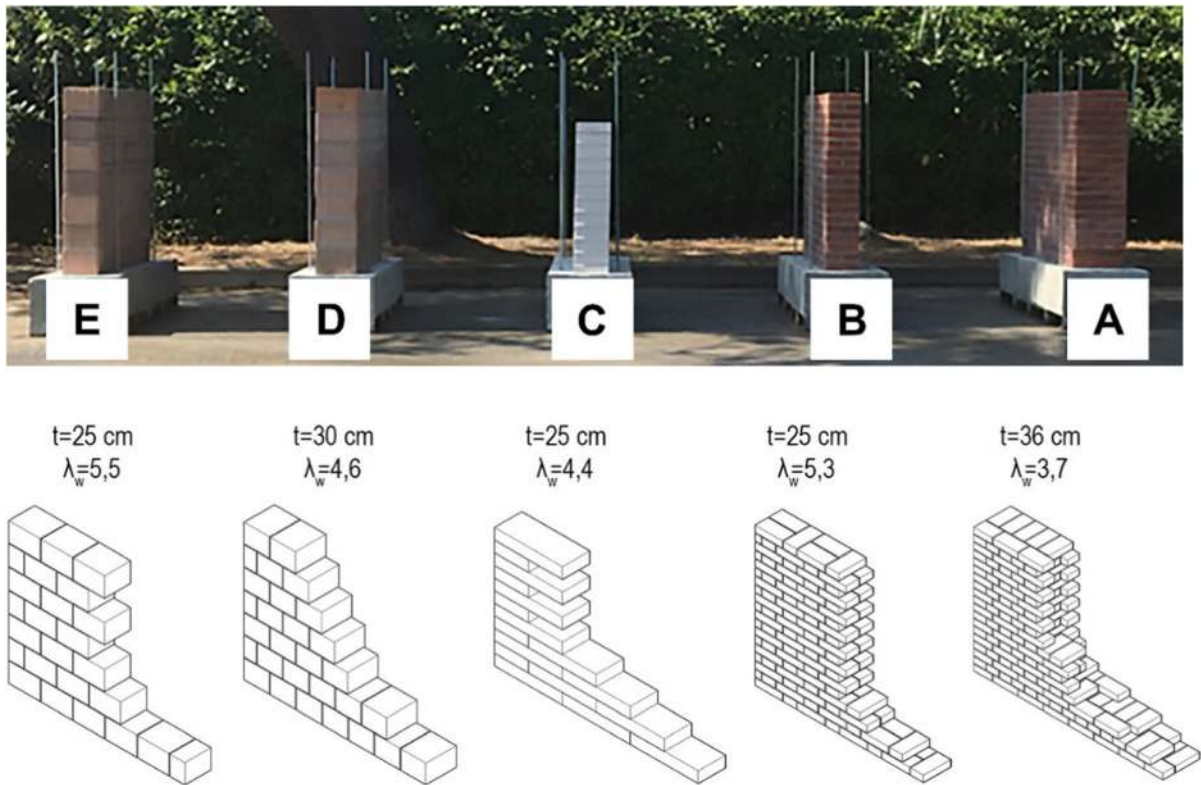 E D C B A
t=25 cm t=30 cm t=25 cm t=25 cm t=36 cm
λw=5,5 λw=4,6 λw=4,4 λw=5,3 λw=3,7